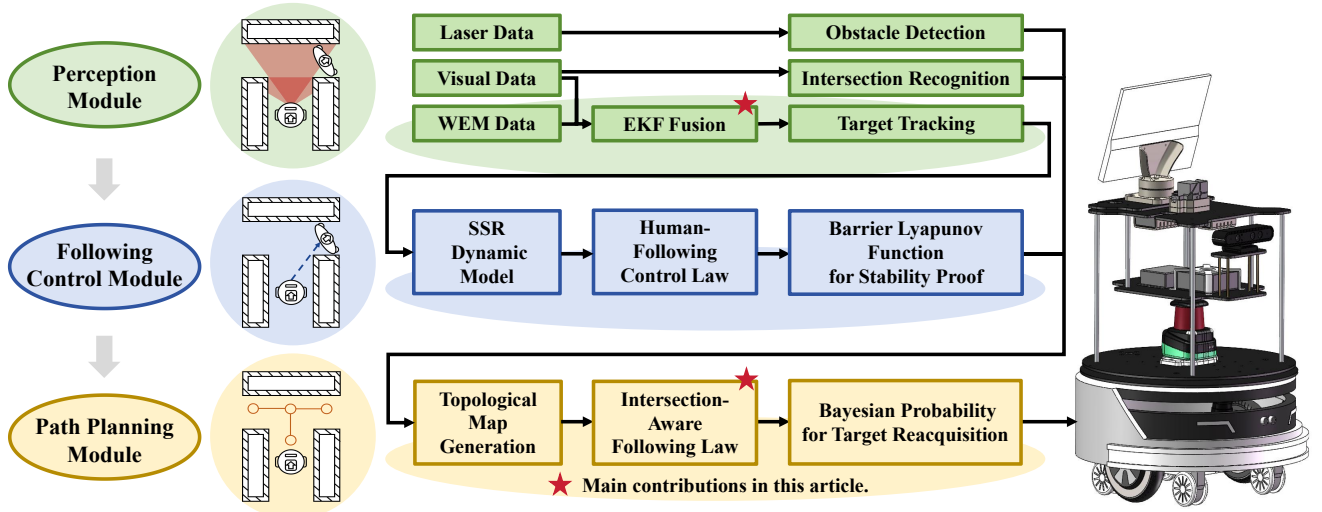 Perception
Module
Laser Data
Obstacle Detection
Visual Data
Intersection Recognition
WEM Data
EKF Fusion
Target Tracking
Following
Control Module
SSR
Dynamic
Model
Human-
Following
Control Law
Barrier Lyapunov
Function
for Stability Proof
Path Planning
Module
Topological
Map
Generation
Intersection-
Aware
Following Law
Bayesian Probability
for Target Reacquisition
Main contributions in this article.